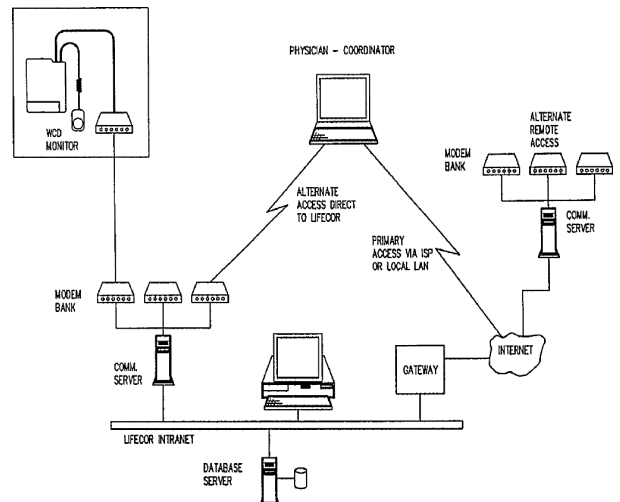 PHYSICIAN - COORDINATOR
WCD
MONITOR
ALTERNATE
REMOTE
ACCESS
MODEM
BANK
COMM.
SERVER
ALTERNATE
ACCESS DIRECT
TO LIFECOR
PRIMARY
ACCESS VIA ISP
OR LOCAL LAN
MODEM
BANK
COMM.
SERVER
GATEWAY
INTERNET
LIFECOR INTRANET
DATABASE
SERVER